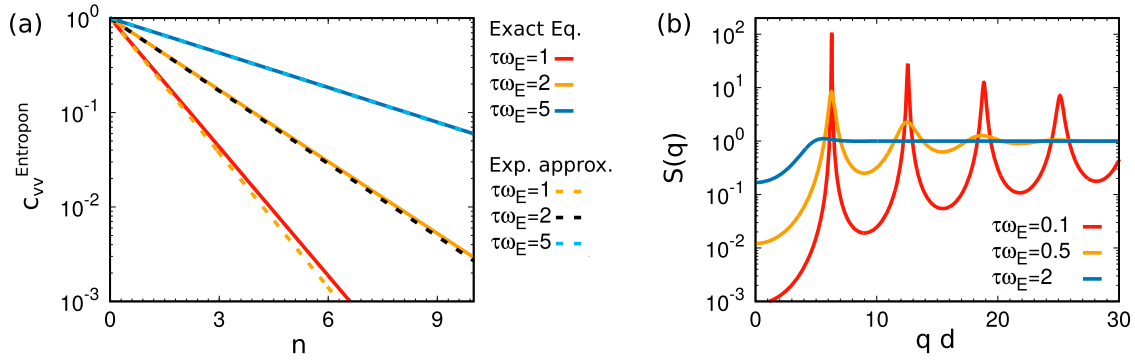 (a)
c_vv^Entropon
10^0
10^-1
10^-2
10^-3
0
3
6
9
n
Exact Eq.
τω_E=1
τω_E=2
τω_E=5
Exp. approx.
τω_E=1
τω_E=2
τω_E=5
(b)
S(q)
10^2
10^1
10^0
10^-1
10^-2
10^-3
0
10
20
30
q d
τω_E=0.1
τω_E=0.5
τω_E=2